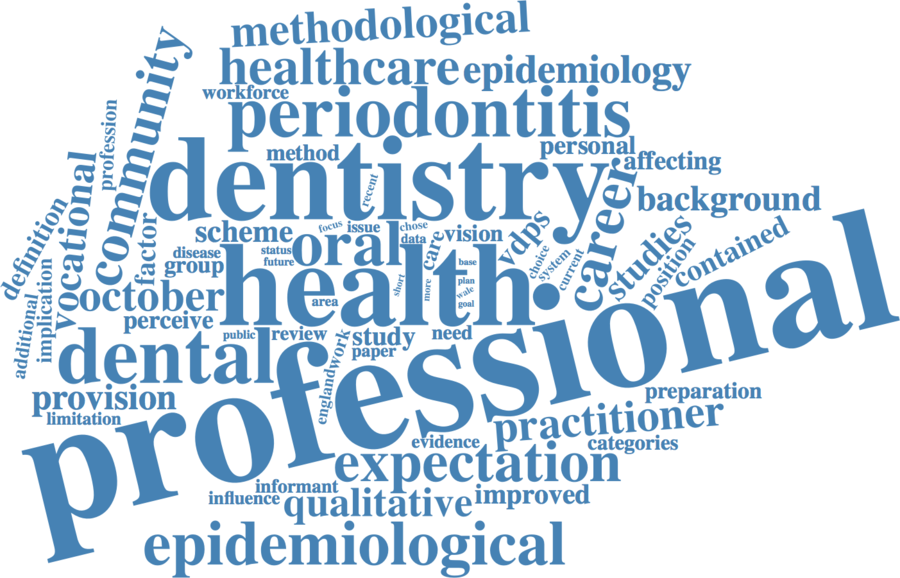 methodological
healthcare
epidemiology
workforce
periodontitis
community
profession
dentistry
method
personal
affecting
recent
career
background
vocational
definition
factor
scheme
focus
issue
chose
data
care
vision
vdps
studies
position
contained
disease
group
status
future
oral
health
short
more
base
plan
wale
goal
choice
system
current
october
area
perceive
public
review
study
need
paper
additional
implication
dental
englandwork
professional
provision
limitation
preparation
practitioner
evidence
categories
expectation
informant
influence
qualitative
improved
epidemiological